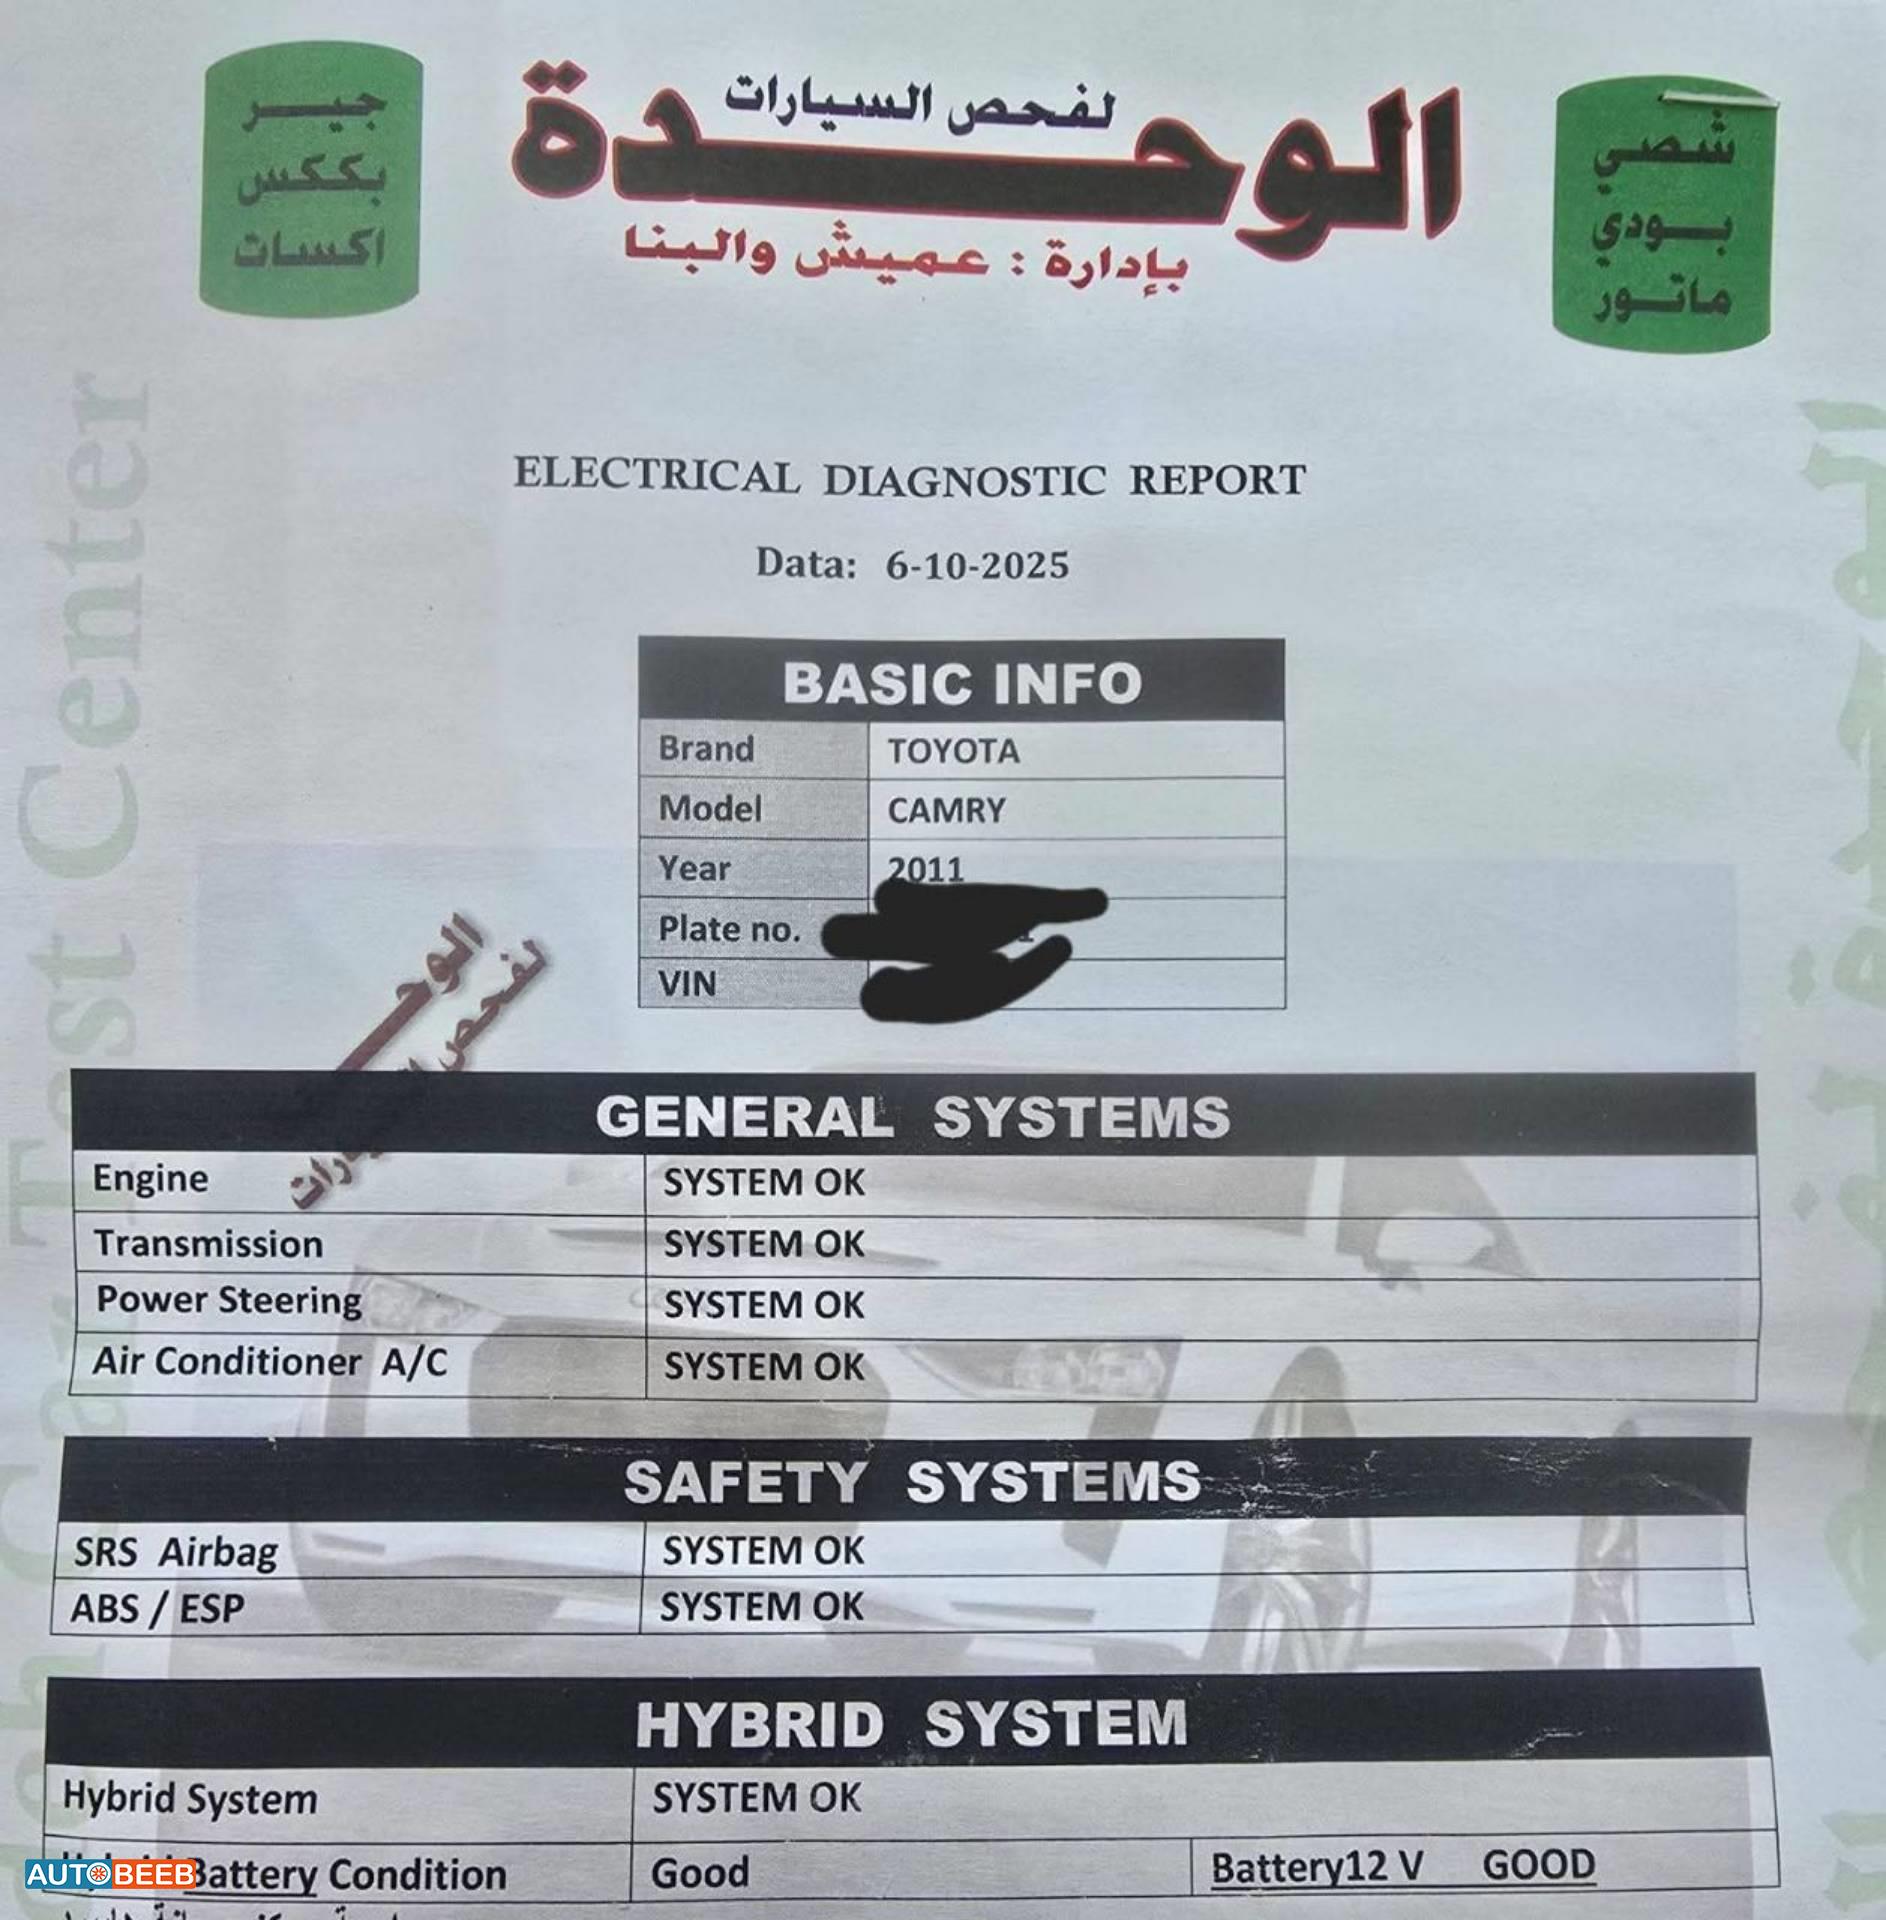 جير
بككس
اكسات
لفحص السيارات
الوحدة
بإدارة : عميش والبنا
شصي
بودي
ماتور
ELECTRICAL DIAGNOSTIC REPORT
Data: 6-10-2025
BASIC INFO
Brand TOYOTA
Model CAMRY
Year 2011
Plate no.
VIN
GENERAL SYSTEMS
Engine SYSTEM OK
Transmission SYSTEM OK
Power Steering SYSTEM OK
Air Conditioner A/C SYSTEM OK
SAFETY SYSTEMS
SRS Airbag SYSTEM OK
ABS / ESP SYSTEM OK
HYBRID SYSTEM
Hybrid System SYSTEM OK
Battery Condition Good Battery12 V GOOD
AUTOBEEB
Car Test Center